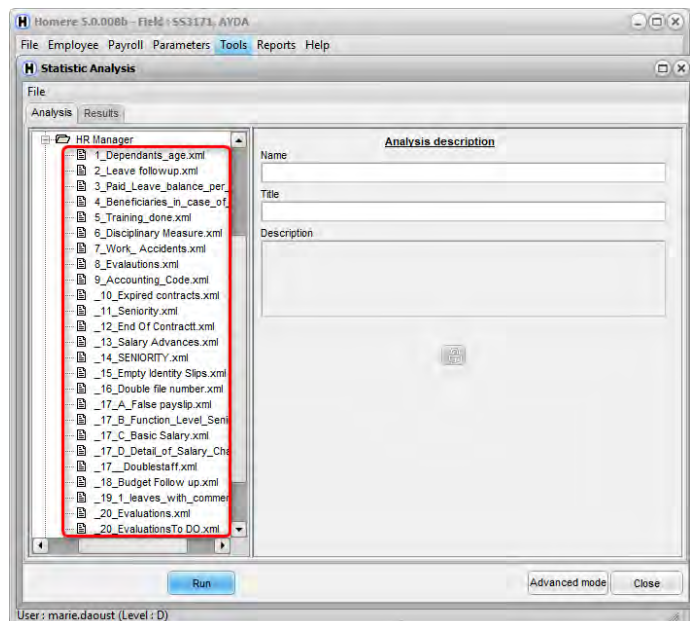 Homere 5.0.008b - Field : SS3171, AYDA
File Employee Payroll Parameters Tools Reports Help
Statistic Analysis
File
Analysis Results
HR Manager
1_Dependants_age.xml
2_Leave followup.xml
3_Paid_Leave_balance_per_
4_Beneficiaries_in_case_of_
5_Training_done.xml
6_Disciplinary Measure.xml
7_Work_ Accidents.xml
8_Evalautions.xml
9_Accounting_Code.xml
_10_Expired contracts.xml
_11_Seniority.xml
_12_End Of Contractt.xml
_13_Salary Advances.xml
_14_SENIORITY.xml
_15_Empty Identity Slips.xml
_16_Double file number.xml
_17_A_False payslip.xml
_17_B_Function_Level_Seni
_17_C_Basic Salary.xml
_17_D_Detail_of_Salary_Cha
_17__Doublestaff.xml
_18_Budget Follow up.xml
_19_1_leaves_with_commen
_20_Evaluations.xml
_20_EvaluationsTo DO.xml
Analysis description
Name
Title
Description
Run
Advanced mode
Close
User : marie.daoust (Level : D)